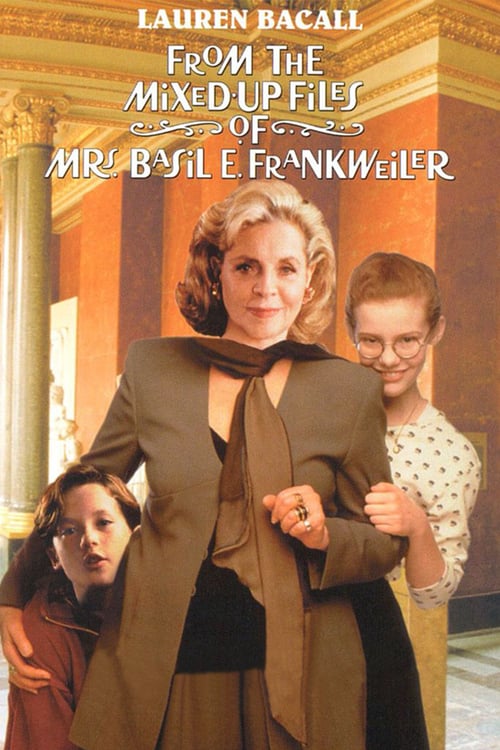 LAUREN BACALL
FROM THE
MIXED-UP FILES
OF
MRS. BASIL E. FRANKWEILER